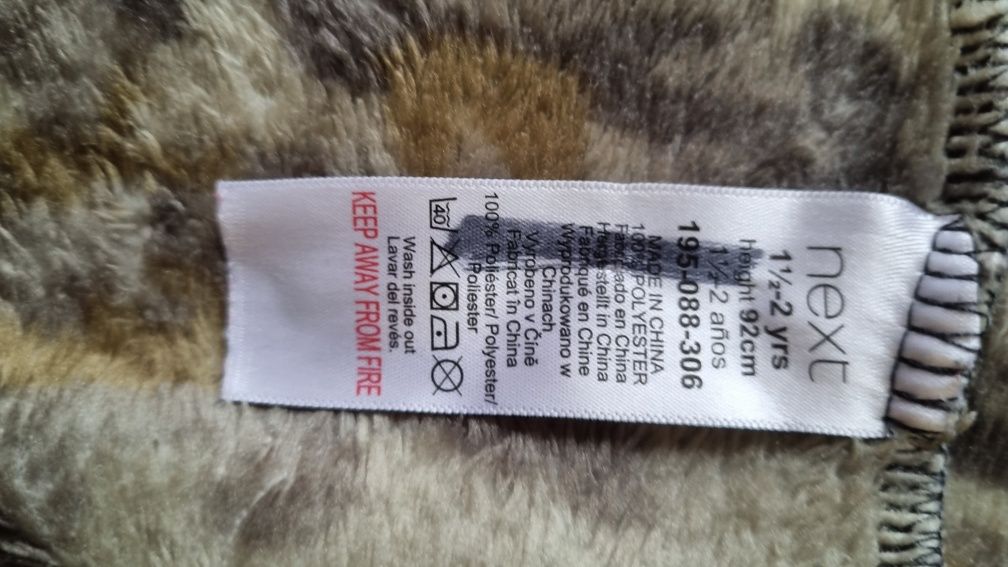 next
1½-2 yrs
1½-2 años
height 92cm
195-088-306
MADE IN CHINA
100% POLYESTER
Fabricado en China
Hergestellt in China
Fabriqué en Chine
Wyprodukowano w
Chinach
Vyrobeno v Číně
Fabricat în China
100% Poliéster/ Polyester/
Poliester
40
Wash inside out
Lavar del revés.
KEEP AWAY FROM FIRE